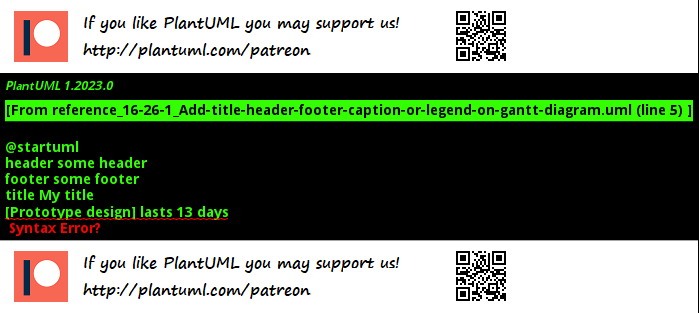 If you like PlantUML you may support us!
http://plantuml.com/patreon
PlantUML 1.2023.0
[From reference_16-26-1_Add-title-header-footer-caption-or-legend-on-gantt-diagram.uml (line 5) ]
@startuml
header some header
footer some footer
title My title
[Prototype design] lasts 13 days
Syntax Error?
If you like PlantUML you may support us!
http://plantuml.com/patreon